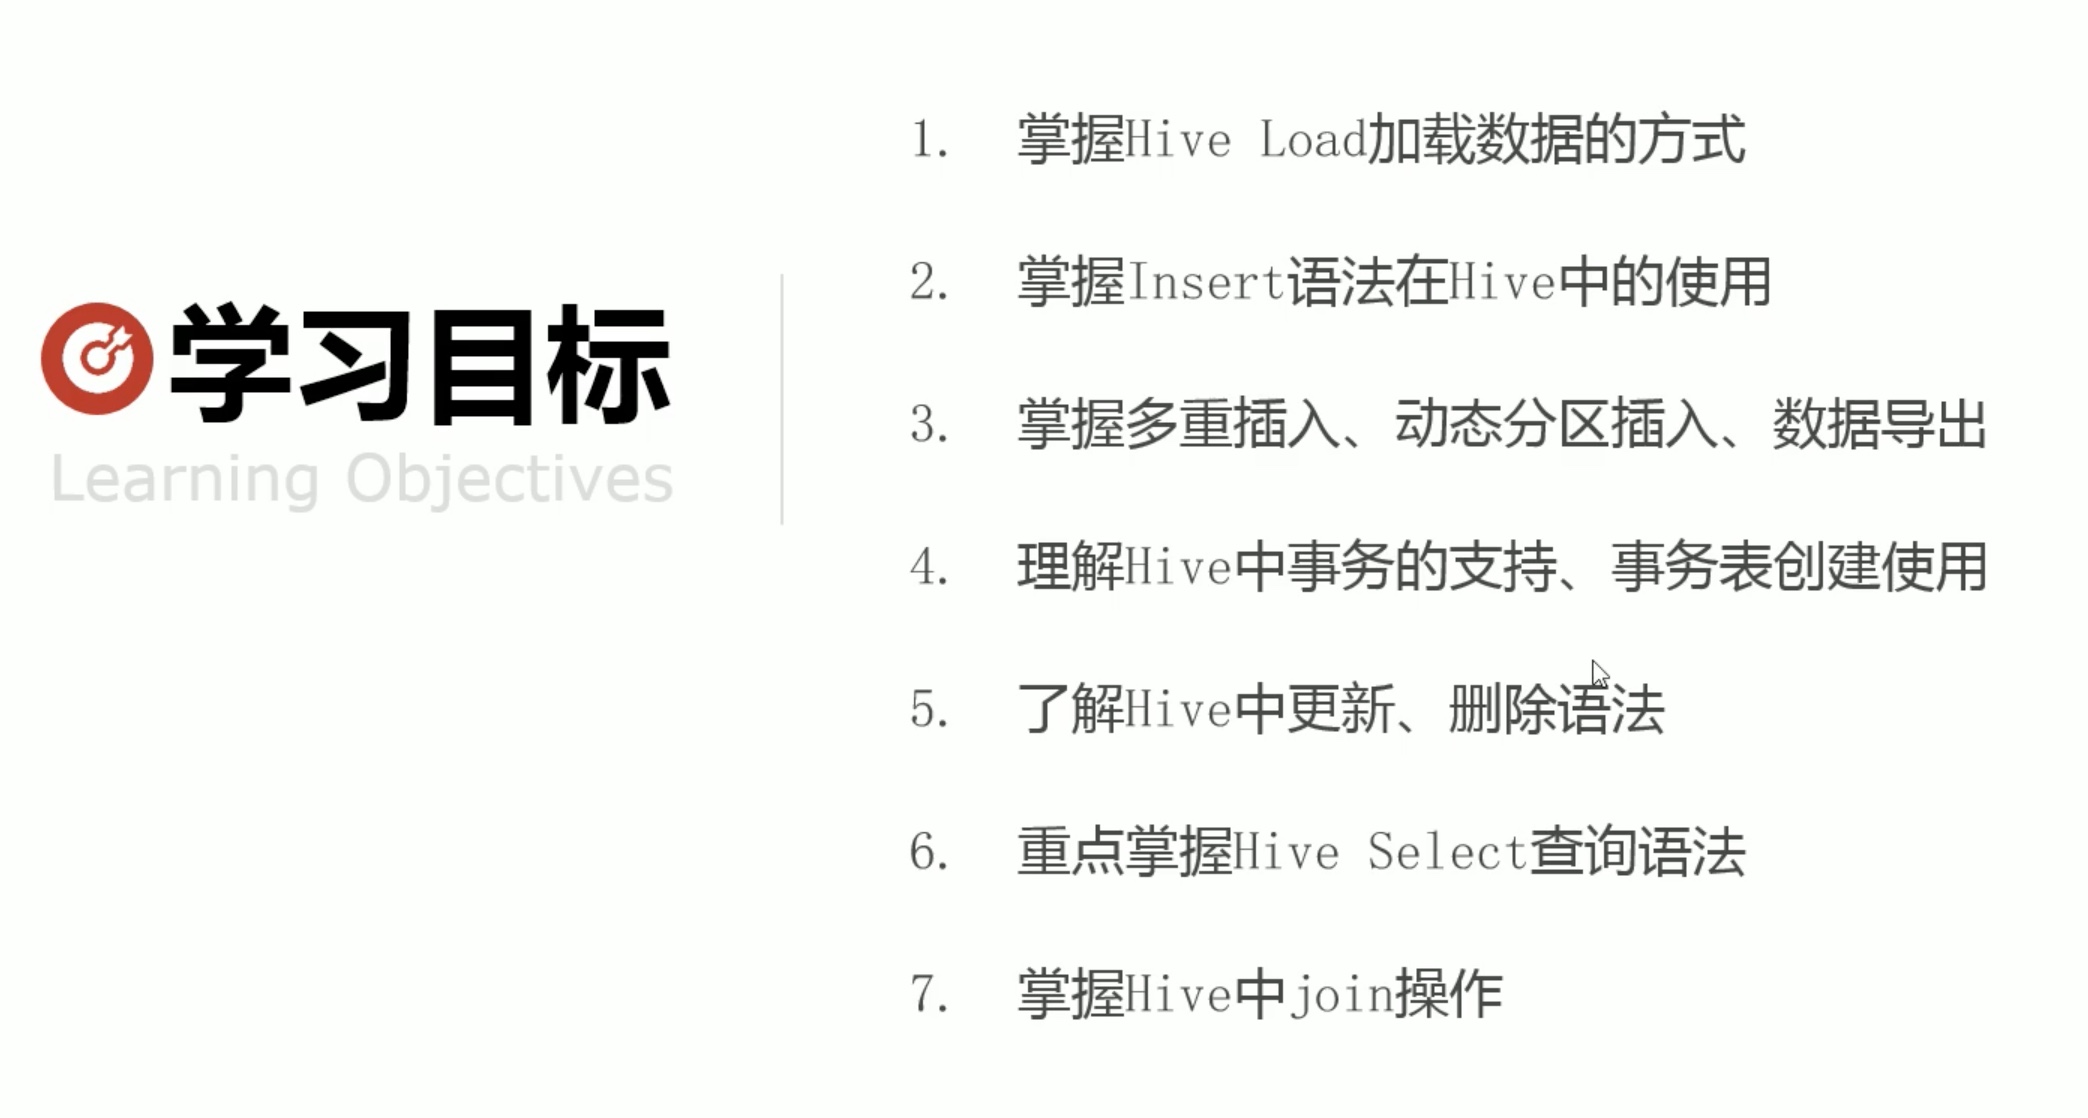 学习目标
Learning Objectives
1. 掌握Hive Load加载数据的方式
2. 掌握Insert语法在Hive中的使用
3. 掌握多重插入、动态分区插入、数据导出
4. 理解Hive中事务的支持、事务表创建使用
5. 了解Hive中更新、删除语法
6. 重点掌握Hive Select查询语法
7. 掌握Hive中join操作